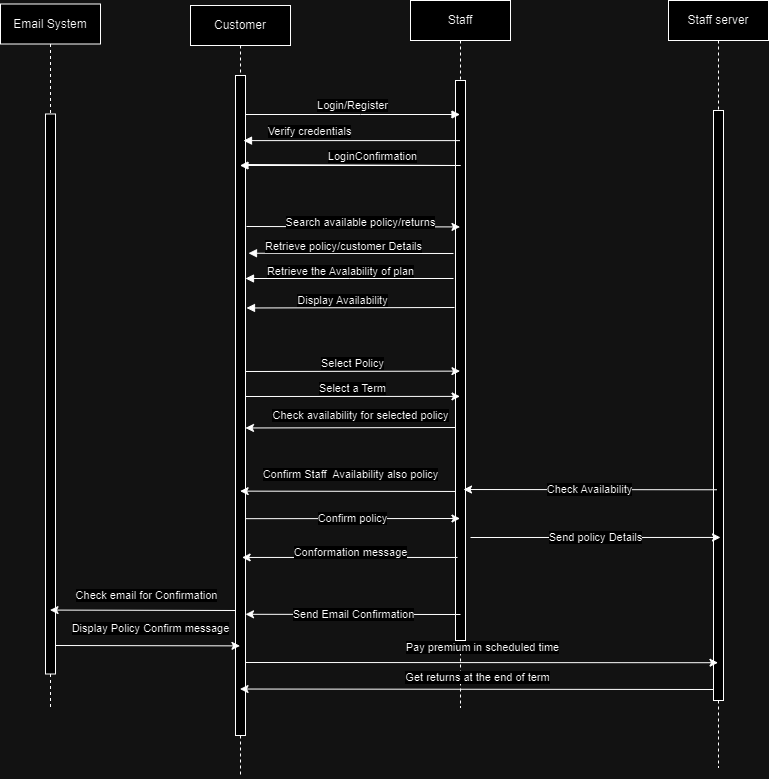 Email System
Customer
Staff
Staff server
Login/Register
Verify credentials
LoginConfirmation
Search available policy/returns
Retrieve policy/customer Details
Retrieve the Avalability of plan
Display Availability
Select Policy
Select a Term
Check availability for selected policy
Confirm Staff  Availability also policy
Check Availability
Confirm policy
Send policy Details
Conformation message
Check email for Confirmation
Send Email Confirmation
Display Policy Confirm message
Pay premium in scheduled time
Get returns at the end of term